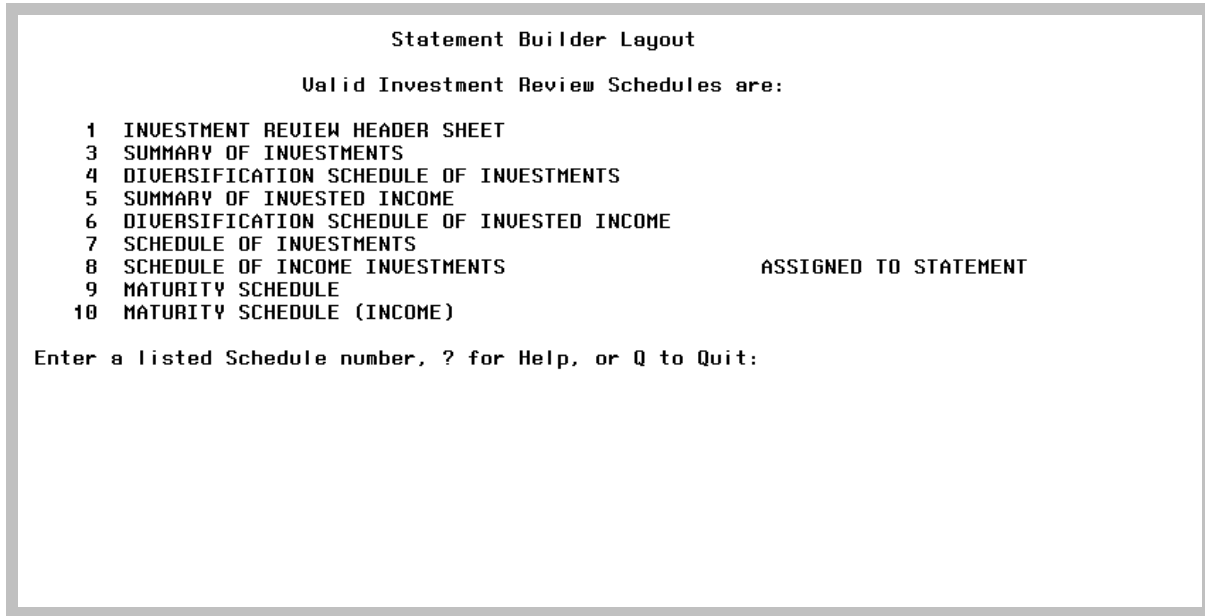 Statement Builder Layout
Valid Investment Review Schedules are:
1 INVESTMENT REVIEW HEADER SHEET
3 SUMMARY OF INVESTMENTS
4 DIVERSIFICATION SCHEDULE OF INVESTMENTS
5 SUMMARY OF INVESTED INCOME
6 DIVERSIFICATION SCHEDULE OF INVESTED INCOME
7 SCHEDULE OF INVESTMENTS
8 SCHEDULE OF INCOME INVESTMENTS ASSIGNED TO STATEMENT
9 MATURITY SCHEDULE
10 MATURITY SCHEDULE (INCOME)
Enter a listed Schedule number, ? for Help, or Q to Quit: